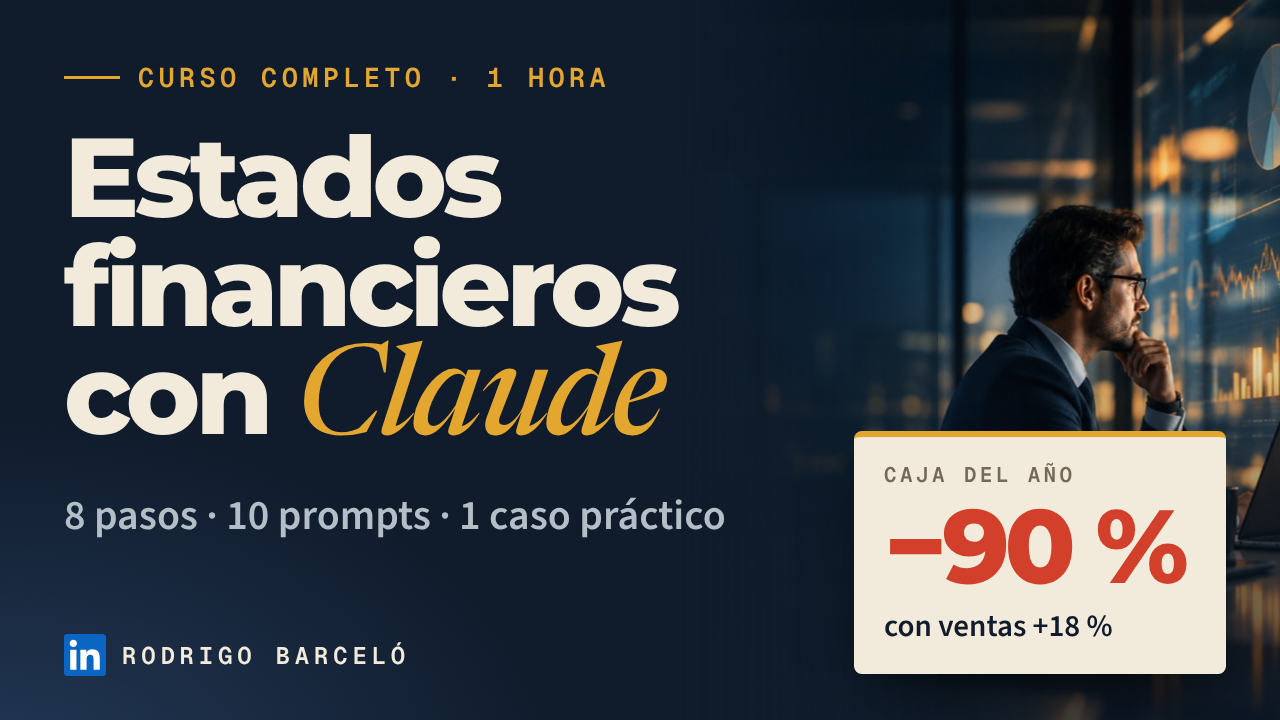 CURSO COMPLETO · 1 HORA
Estados
financieros
con Claude
8 pasos · 10 prompts · 1 caso práctico
in RODRIGO BARCELÓ
CAJA DEL AÑO
–90 %
con ventas +18 %